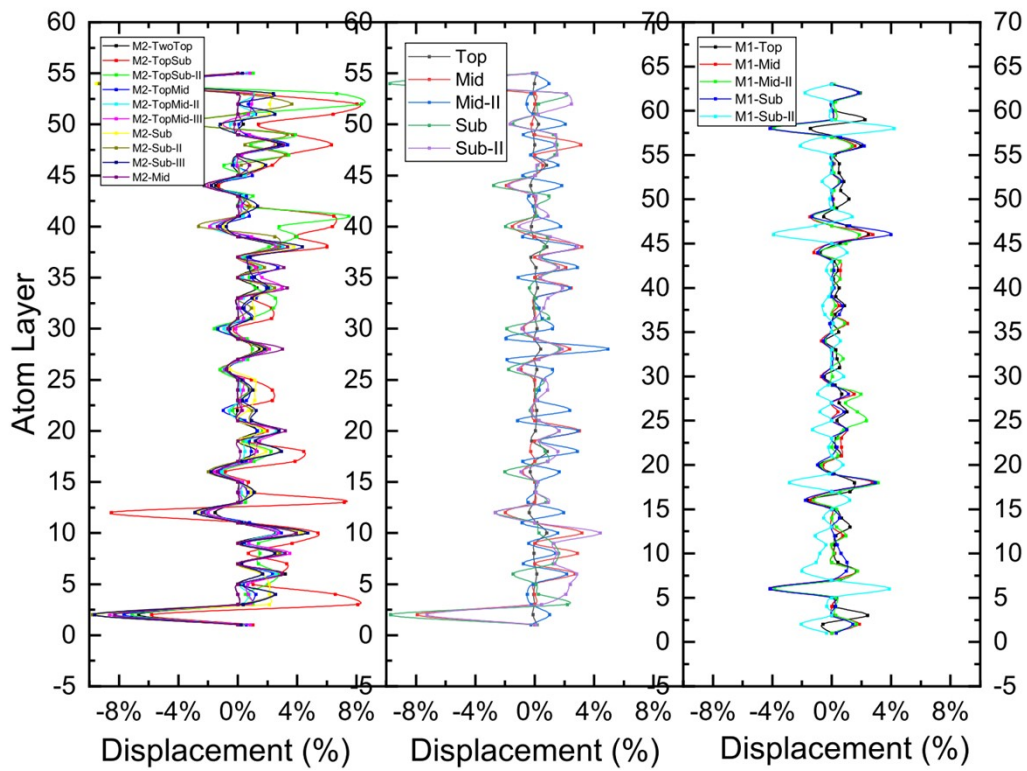 60
55
50
45
40
35
30
25
20
15
10
5
0
-5
Atom Layer
M2-TwoTop
M2-TopSub
M2-TopSub-II
M2-TopMid
M2-TopMid-II
M2-TopMid-III
M2-Sub
M2-Sub-II
M2-Sub-III
M2-Mid
-8% -4% 0% 4% 8%
Displacement (%)
60
55
50
45
40
35
30
25
20
15
10
5
0
-5
Top
Mid
Mid-II
Sub
Sub-II
-8% -4% 0% 4% 8%
Displacement (%)
70
65
60
55
50
45
40
35
30
25
20
15
10
5
0
-5
M1-Top
M1-Mid
M1-Mid-II
M1-Sub
M1-Sub-II
-8% -4% 0% 4% 8%
Displacement (%)
70
65
60
55
50
45
40
35
30
25
20
15
10
5
0
-5